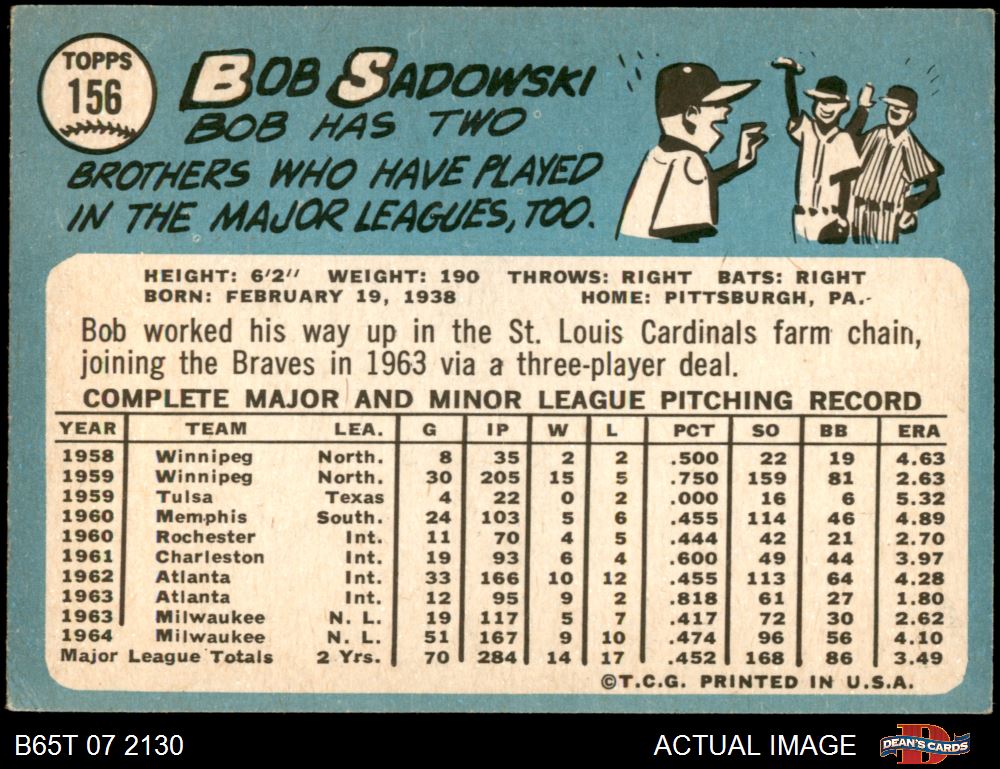 TOPPS
156
BOB SADOWSKI
BOB HAS TWO
BROTHERS WHO HAVE PLAYED
IN THE MAJOR LEAGUES, TOO.
HEIGHT: 6'2" WEIGHT: 190 THROWS: RIGHT BATS: RIGHT
BORN: FEBRUARY 19, 1938 HOME: PITTSBURGH, PA.
Bob worked his way up in the St. Louis Cardinals farm chain,
joining the Braves in 1963 via a three-player deal.
COMPLETE MAJOR AND MINOR LEAGUE PITCHING RECORD
YEAR TEAM LEA. G IP W L PCT SO BB ERA
1958 Winnipeg North. 8 35 2 2 .500 22 19 4.63
1959 Winnipeg North. 30 205 15 5 .750 159 81 2.63
1959 Tulsa Texas 4 22 0 2 .000 16 6 5.32
1960 Memphis South. 24 103 5 6 .455 114 46 4.89
1960 Rochester Int. 11 70 4 5 .444 42 21 2.70
1961 Charleston Int. 19 93 6 4 .600 49 44 3.97
1962 Atlanta Int. 33 166 10 12 .455 113 64 4.28
1963 Atlanta Int. 12 95 9 2 .818 61 27 1.80
1963 Milwaukee N. L. 19 117 5 7 .417 72 30 2.62
1964 Milwaukee N. L. 51 167 9 10 .474 96 56 4.10
Major League Totals 2 Yrs. 70 284 14 17 .452 168 86 3.49
©T.C.G. PRINTED IN U.S.A.
B65T 07 2130 ACTUAL IMAGE DEAN'S CARDS